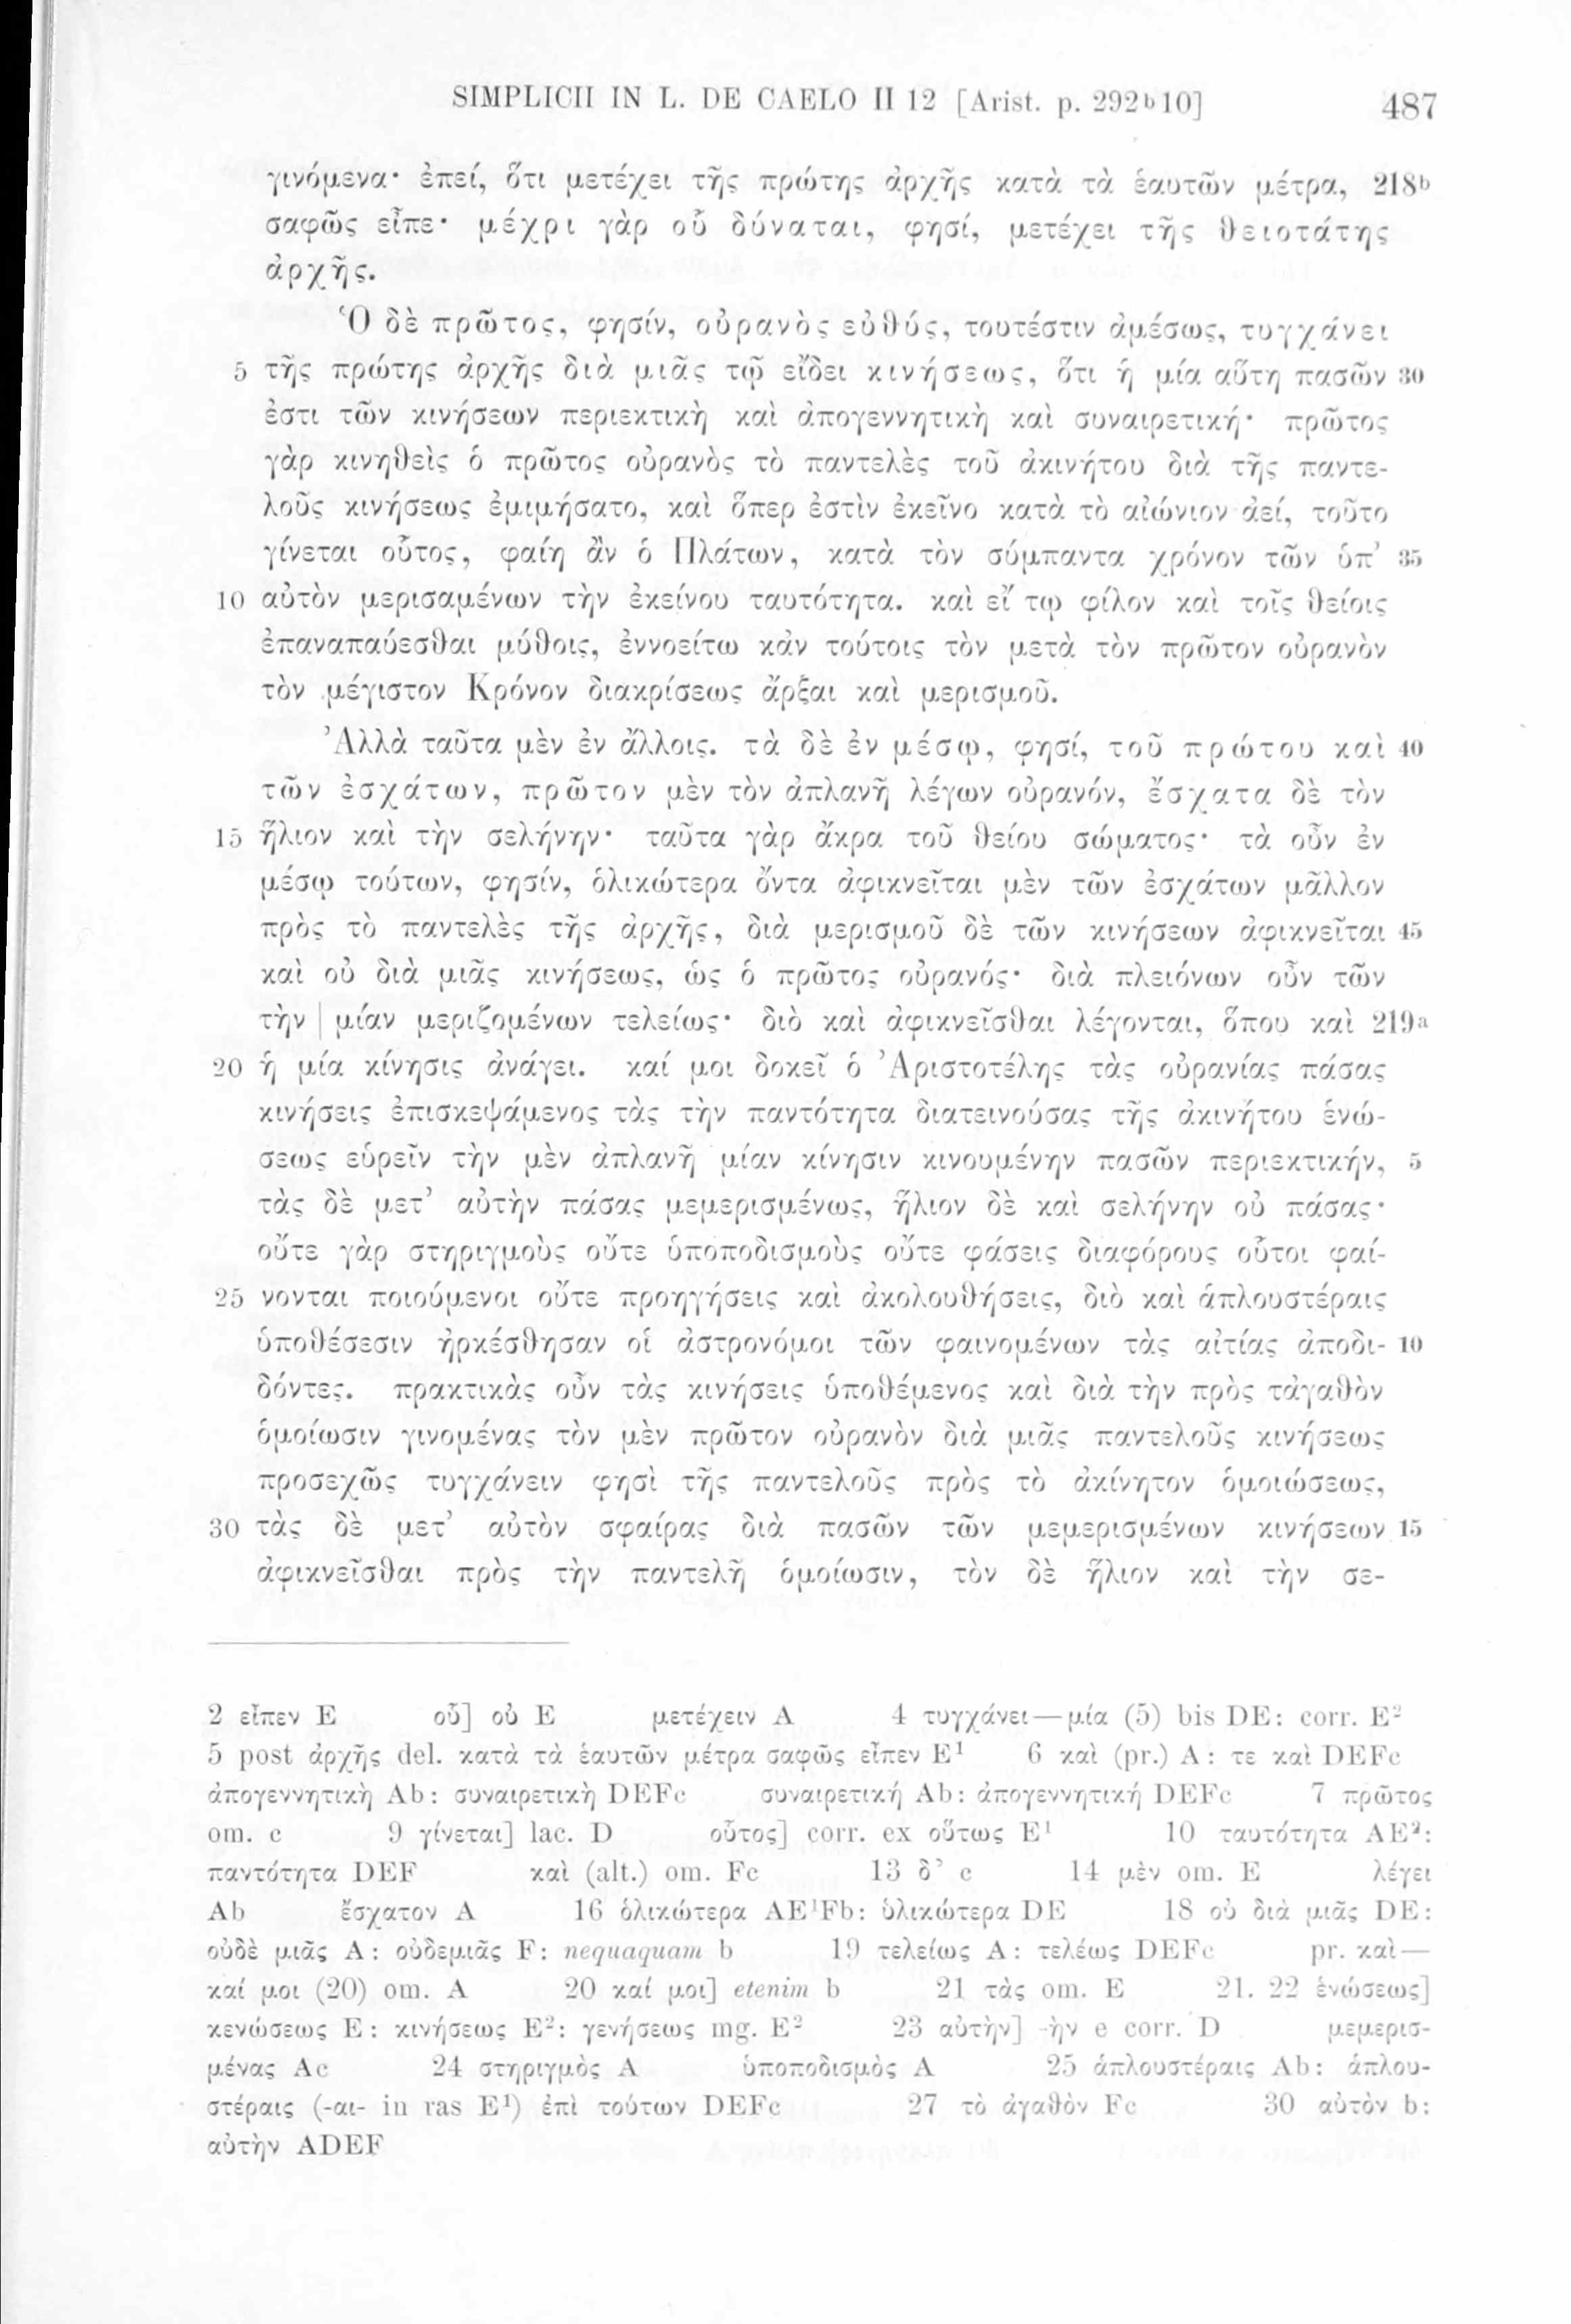 SIMPLICII IN L. DE CAELO II 12 [Arist. p. 292ᵇ10] 487
γινόμενα· ἐπεί, ὅτι μετέχει τῆς πρώτης ἀρχῆς κατὰ τὰ ἑαυτῶν μέτρα, 218ᵇ
σαφῶς εἶπε· μέχρι γὰρ οὗ δύναται, φησί, μετέχει τῆς θειοτάτης
ἀρχῆς.
Ὁ δὲ πρῶτος, φησίν, οὐρανὸς εὐθύς, τουτέστιν ἀμέσως, τυγχάνει
5 τῆς πρώτης ἀρχῆς διὰ μιᾶς τῷ εἴδει κινήσεως, ὅτι ἡ μία αὕτη πασῶν 30
ἐστι τῶν κινήσεων περιεκτικὴ καὶ ἀπογεννητικὴ καὶ συναιρετική· πρῶτος
γὰρ κινηθεὶς ὁ πρῶτος οὐρανὸς τὸ παντελὲς τοῦ ἀκινήτου διὰ τῆς παντε-
λοῦς κινήσεως ἐμιμήσατο, καὶ ὅπερ ἐστὶν ἐκεῖνο κατὰ τὸ αἰώνιον ἀεί, τοῦτο
γίνεται οὗτος, φαίη ἂν ὁ Πλάτων, κατὰ τὸν σύμπαντα χρόνον τῶν ὑπ’ 35
10 αὐτὸν μερισαμένων τὴν ἐκείνου ταυτότητα. καὶ εἴ τῳ φίλον καὶ τοῖς θείοις
ἐπαναπαύεσθαι μύθοις, ἐννοείτω κἀν τούτοις τὸν μετὰ τὸν πρῶτον οὐρανὸν
τὸν μέγιστον Κρόνον διακρίσεως ἄρξαι καὶ μερισμοῦ.
Ἀλλὰ ταῦτα μὲν ἐν ἄλλοις. τὰ δὲ ἐν μέσῳ, φησί, τοῦ πρώτου καὶ 40
τῶν ἐσχάτων, πρῶτον μὲν τὸν ἀπλανῆ λέγων οὐρανόν, ἔσχατα δὲ τὸν
15 ἥλιον καὶ τὴν σελήνην· ταῦτα γὰρ ἄκρα τοῦ θείου σώματος· τὰ οὖν ἐν
μέσῳ τούτων, φησίν, ὁλικώτερα ὄντα ἀφικνεῖται μὲν τῶν ἐσχάτων μᾶλλον
πρὸς τὸ παντελὲς τῆς ἀρχῆς, διὰ μερισμοῦ δὲ τῶν κινήσεων ἀφικνεῖται 45
καὶ οὐ διὰ μιᾶς κινήσεως, ὡς ὁ πρῶτος οὐρανός· διὰ πλειόνων οὖν τῶν
τὴν | μίαν μεριζομένων τελείως· διὸ καὶ ἀφικνεῖσθαι λέγονται, ὅπου καὶ 219ᵃ
20 ἡ μία κίνησις ἀνάγει. καί μοι δοκεῖ ὁ Ἀριστοτέλης τὰς οὐρανίας πάσας
κινήσεις ἐπισκεψάμενος τὰς τὴν παντότητα διατεινούσας τῆς ἀκινήτου ἑνώ-
σεως εὑρεῖν τὴν μὲν ἀπλανῆ μίαν κίνησιν κινουμένην πασῶν περιεκτικήν, 5
τὰς δὲ μετ’ αὐτὴν πάσας μεμερισμένως, ἥλιον δὲ καὶ σελήνην οὐ πάσας·
οὔτε γὰρ στηριγμοὺς οὔτε ὑποποδισμοὺς οὔτε φάσεις διαφόρους οὗτοι φαί-
25 νονται ποιούμενοι οὔτε προηγήσεις καὶ ἀκολουθήσεις, διὸ καὶ ἁπλουστέραις
ὑποθέσεσιν ἠρκέσθησαν οἱ ἀστρονόμοι τῶν φαινομένων τὰς αἰτίας ἀποδι- 10
δόντες. πρακτικὰς οὖν τὰς κινήσεις ὑποθέμενος καὶ διὰ τὴν πρὸς τἀγαθὸν
ὁμοίωσιν γινομένας τὸν μὲν πρῶτον οὐρανὸν διὰ μιᾶς παντελοῦς κινήσεως
προσεχῶς τυγχάνειν φησὶ τῆς παντελοῦς πρὸς τὸ ἀκίνητον ὁμοιώσεως,
30 τὰς δὲ μετ’ αὐτὸν σφαίρας διὰ πασῶν τῶν μεμερισμένων κινήσεων 15
ἀφικνεῖσθαι πρὸς τὴν παντελῆ ὁμοίωσιν, τὸν δὲ ἥλιον καὶ τὴν σε-
2 εἶπεν E οὗ] οὐ E μετέχειν A 4 τυγχάνει—μία (5) bis DE: corr. E²
5 post ἀρχῆς del. κατὰ τὰ ἑαυτῶν μέτρα σαφῶς εἶπεν E¹ 6 καὶ (pr.) A: τε καὶ DEFc
ἀπογεννητικὴ Ab: συναιρετικὴ DEFc συναιρετική Ab: ἀπογεννητική DEFc 7 πρῶτος
om. c 9 γίνεται] lac. D οὗτος] corr. ex οὕτως E¹ 10 ταυτότητα AE²:
παντότητα DEF καὶ (alt.) om. Fc 13 δ’ c 14 μὲν om. E λέγει
Ab ἔσχατον A 16 ὁλικώτερα AE¹Fb: ὑλικώτερα DE 18 οὐ διὰ μιᾶς DE:
οὐδὲ μιᾶς A: οὐδεμιᾶς F: nequaquam b 19 τελείως A: τελέως DEFc pr. καὶ—
καί μοι (20) om. A 20 καί μοι] etenim b 21 τὰς om. E 21. 22 ἑνώσεως]
κενώσεως E: κινήσεως E²: γενήσεως mg. E² 23 αὐτὴν] -ὴν e corr. D μεμερισ-
μένας Ac 24 στηριγμὸς A ὑποποδισμὸς A 25 ἁπλουστέραις Ab: ἁπλου-
στέραις (-αι- in ras E¹) ἐπὶ τούτων DEFc 27 τὸ ἀγαθὸν Fc 30 αὐτὸν b:
αὐτὴν ADEF